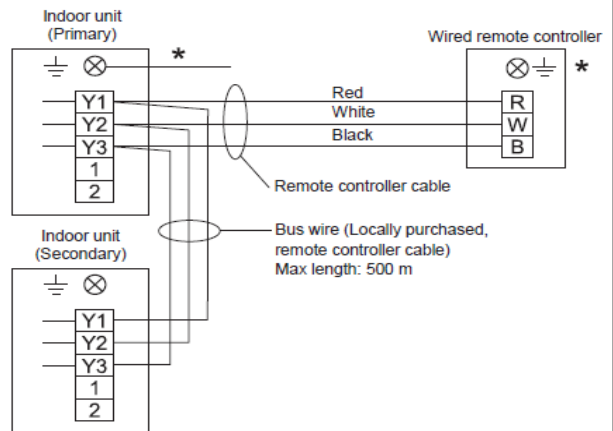 Indoor unit
(Primary)
*
Wired remote controller
*
Y1
Y2
Y3
1
2
Red
White
Black
R
W
B
Remote controller cable
Bus wire (Locally purchased,
remote controller cable)
Max length: 500 m
Indoor unit
(Secondary)
Y1
Y2
Y3
1
2